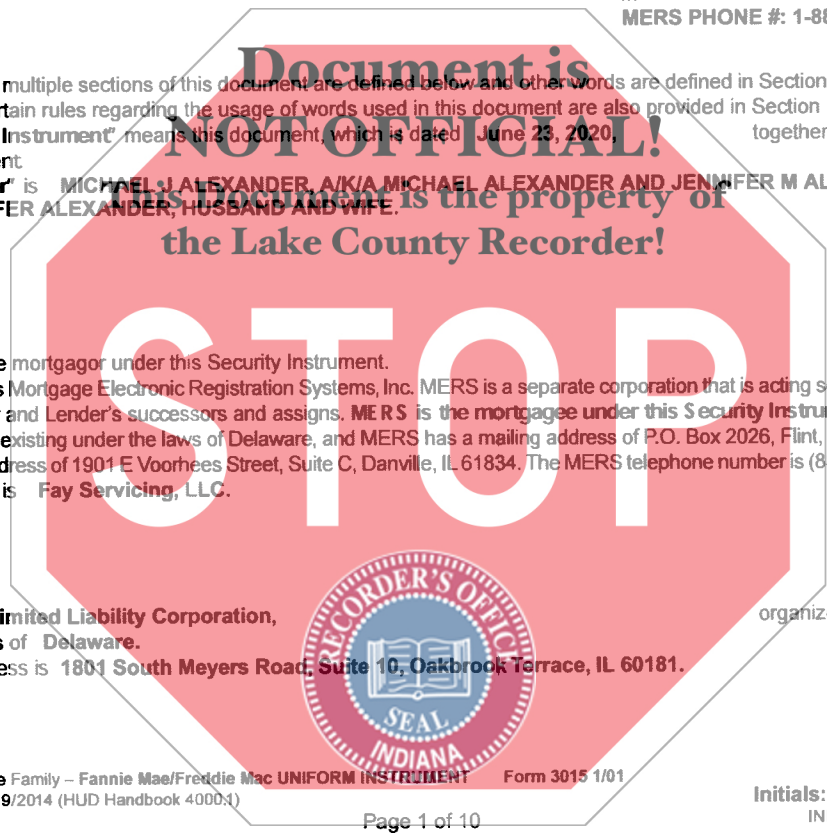 MERS PHONE #: 1-88
Document is
multiple sections of this document are defined below and other words are defined in Section
tain rules regarding the usage of words used in this document are also provided in Section
NOT OFFICIAL!
Instrument" means this document, which is dated June 23, 2020, together
nt
r" is MICHAEL J ALEXANDER, A/K/A MICHAEL ALEXANDER AND JENNIFER M AL
This Document is the property of
FER ALEXANDER, HUSBAND AND WIFE.
the Lake County Recorder!
STOP
e mortgagor under this Security Instrument.
s Mortgage Electronic Registration Systems, Inc. MERS is a separate corporation that is acting s
r and Lender's successors and assigns. MERS is the mortgagee under this Security Instru
existing under the laws of Delaware, and MERS has a mailing address of P.O. Box 2026, Flint,
dress of 1901 E Voorhees Street, Suite C, Danville, IL 61834. The MERS telephone number is (8
is Fay Servicing, LLC.
RECORDER'S OFFICE
imited Liability Corporation, organiz
s of Delaware.
ess is 1801 South Meyers Road, Suite 10, Oakbrook Terrace, IL 60181.
SEAL
INDIANA
e Family – Fannie Mae/Freddie Mac UNIFORM INSTRUMENT Form 3015 1/01
9/2014 (HUD Handbook 4000.1)
Initials:
Page 1 of 10
IN